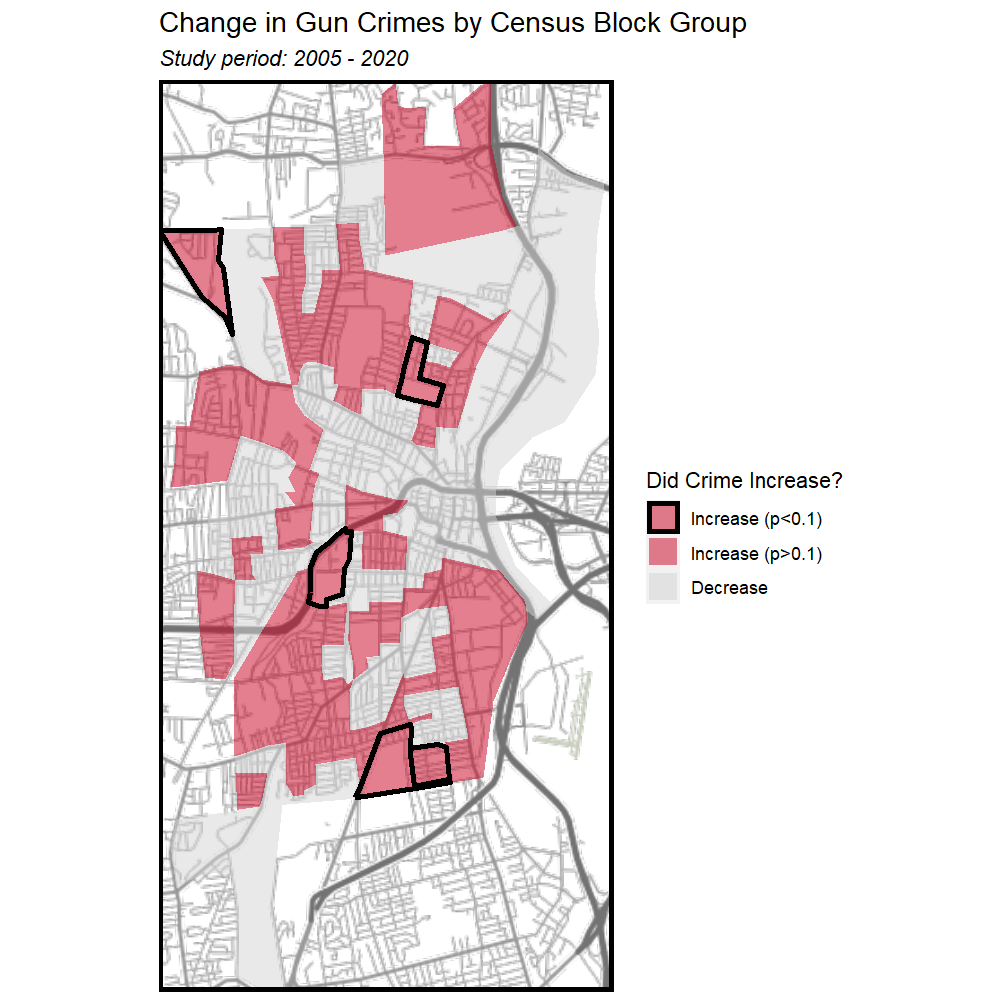 Change in Gun Crimes by Census Block Group
Study period: 2005 - 2020
Did Crime Increase?
Increase (p<0.1)
Increase (p>0.1)
Decrease